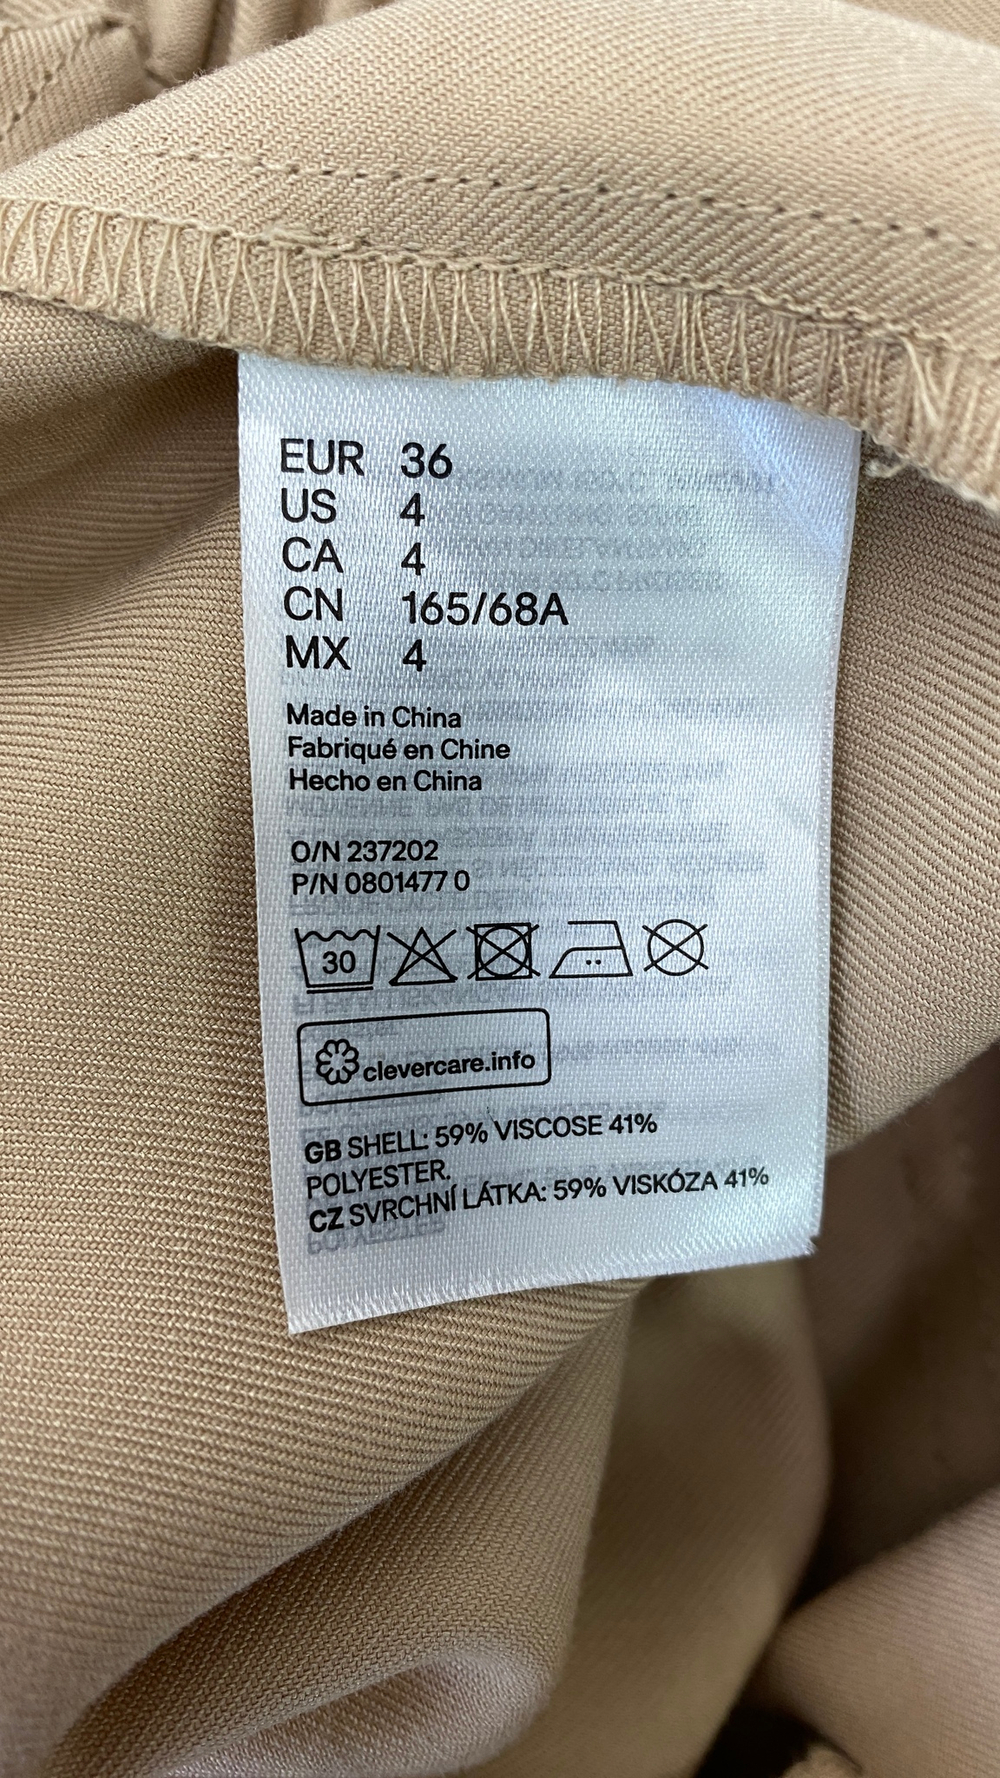 EUR 36
US 4
CA 4
CN 165/68A
MX 4
Made in China
Fabriqué en Chine
Hecho en China
O/N 237202
P/N 0801477 0
30
clevercare.info
GB SHELL: 59% VISCOSE 41%
POLYESTER.
CZ SVRCHNÍ LÁTKA: 59% VISKÓZA 41%